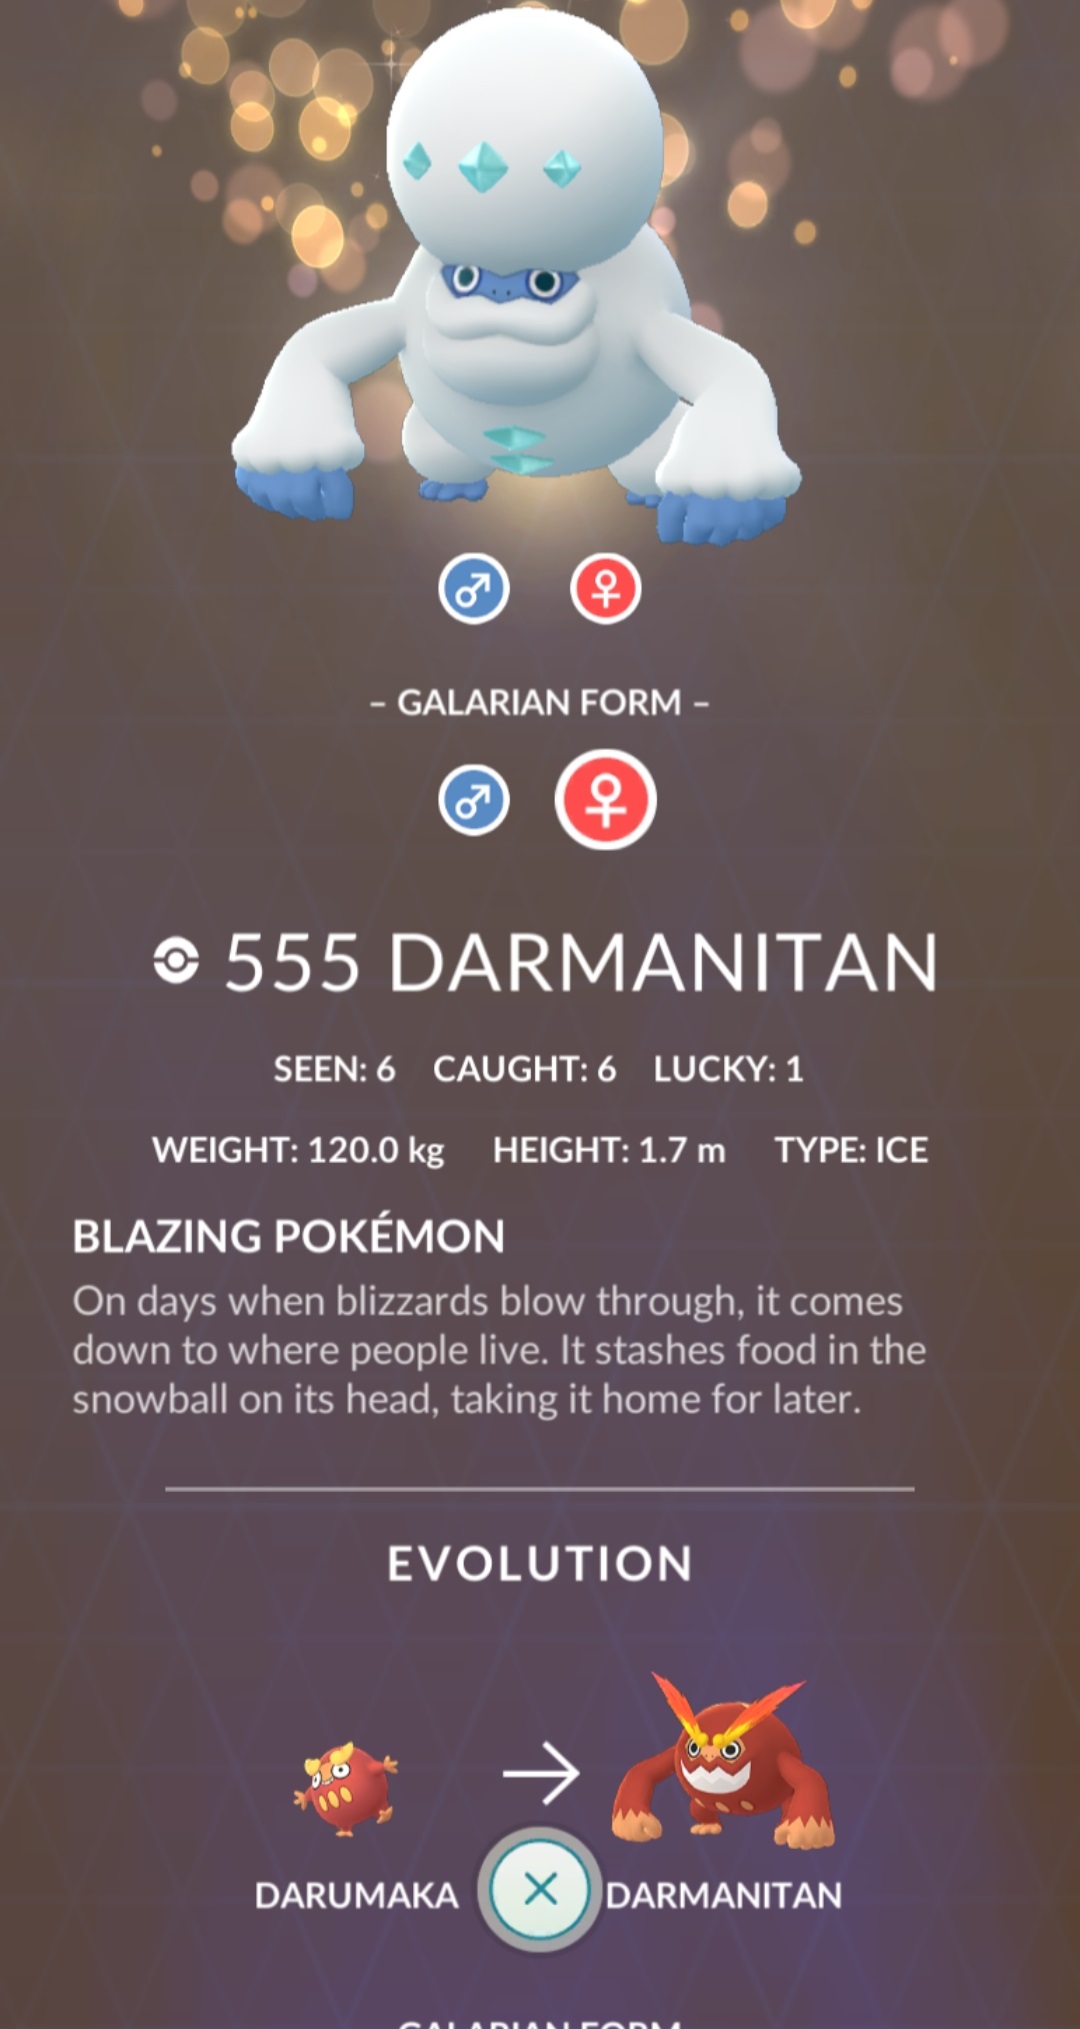 – GALARIAN FORM –
555 DARMANITAN
SEEN: 6 CAUGHT: 6 LUCKY: 1
WEIGHT: 120.0 kg HEIGHT: 1.7 m TYPE: ICE
BLAZING POKÉMON
On days when blizzards blow through, it comes
down to where people live. It stashes food in the
snowball on its head, taking it home for later.
EVOLUTION
DARUMAKA DARMANITAN
GALARIAN FORM